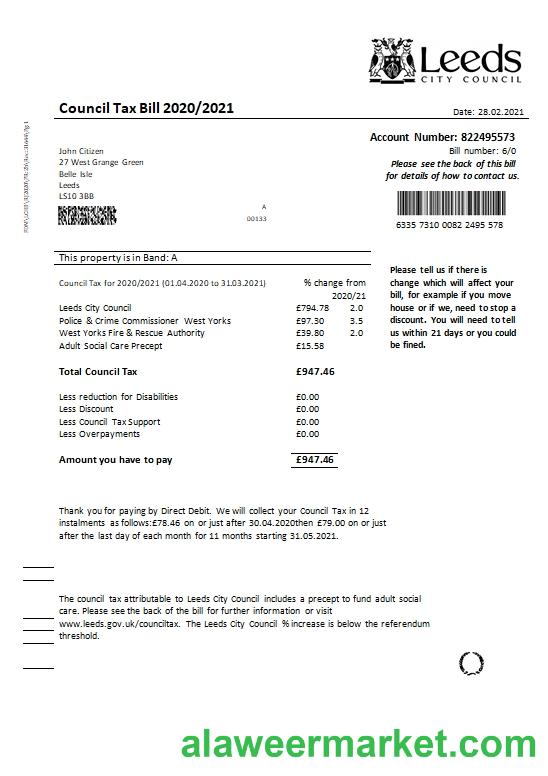 Leeds
CITY COUNCIL
Council Tax Bill 2020/2021
Date: 28.02.2021
Account Number: 822495573
Bill number: 6/0
Please see the back of this bill
for details of how to contact us.
6335 7310 0082 2495 578
John Citizen
27 West Grange Green
Belle Isle
Leeds
LS10 3BB
A
00133
This property is in Band: A
Council Tax for 2020/2021 (01.04.2020 to 31.03.2021) % change from
2020/21
Leeds City Council £794.78 2.0
Police & Crime Commissioner West Yorks £97.30 3.5
West Yorks Fire & Rescue Authority £39.80 2.0
Adult Social Care Precept £15.58
Total Council Tax £947.46
Less reduction for Disabilities £0.00
Less Discount £0.00
Less Council Tax Support £0.00
Less Overpayments £0.00
Amount you have to pay £947.46
Please tell us if there is
change which will affect your
bill, for example if you move
house or if we, need to stop a
discount. You will need to tell
us within 21 days or you could
be fined.
Thank you for paying by Direct Debit. We will collect your Council Tax in 12
instalments as follows:£78.46 on or just after 30.04.2020then £79.00 on or just
after the last day of each month for 11 months starting 31.05.2021.
The council tax attributable to Leeds City Council includes a precept to fund adult social
care. Please see the back of the bill for further information or visit
www.leeds.gov.uk/counciltax. The Leeds City Council % increase is below the referendum
threshold.
alaweermarket.com